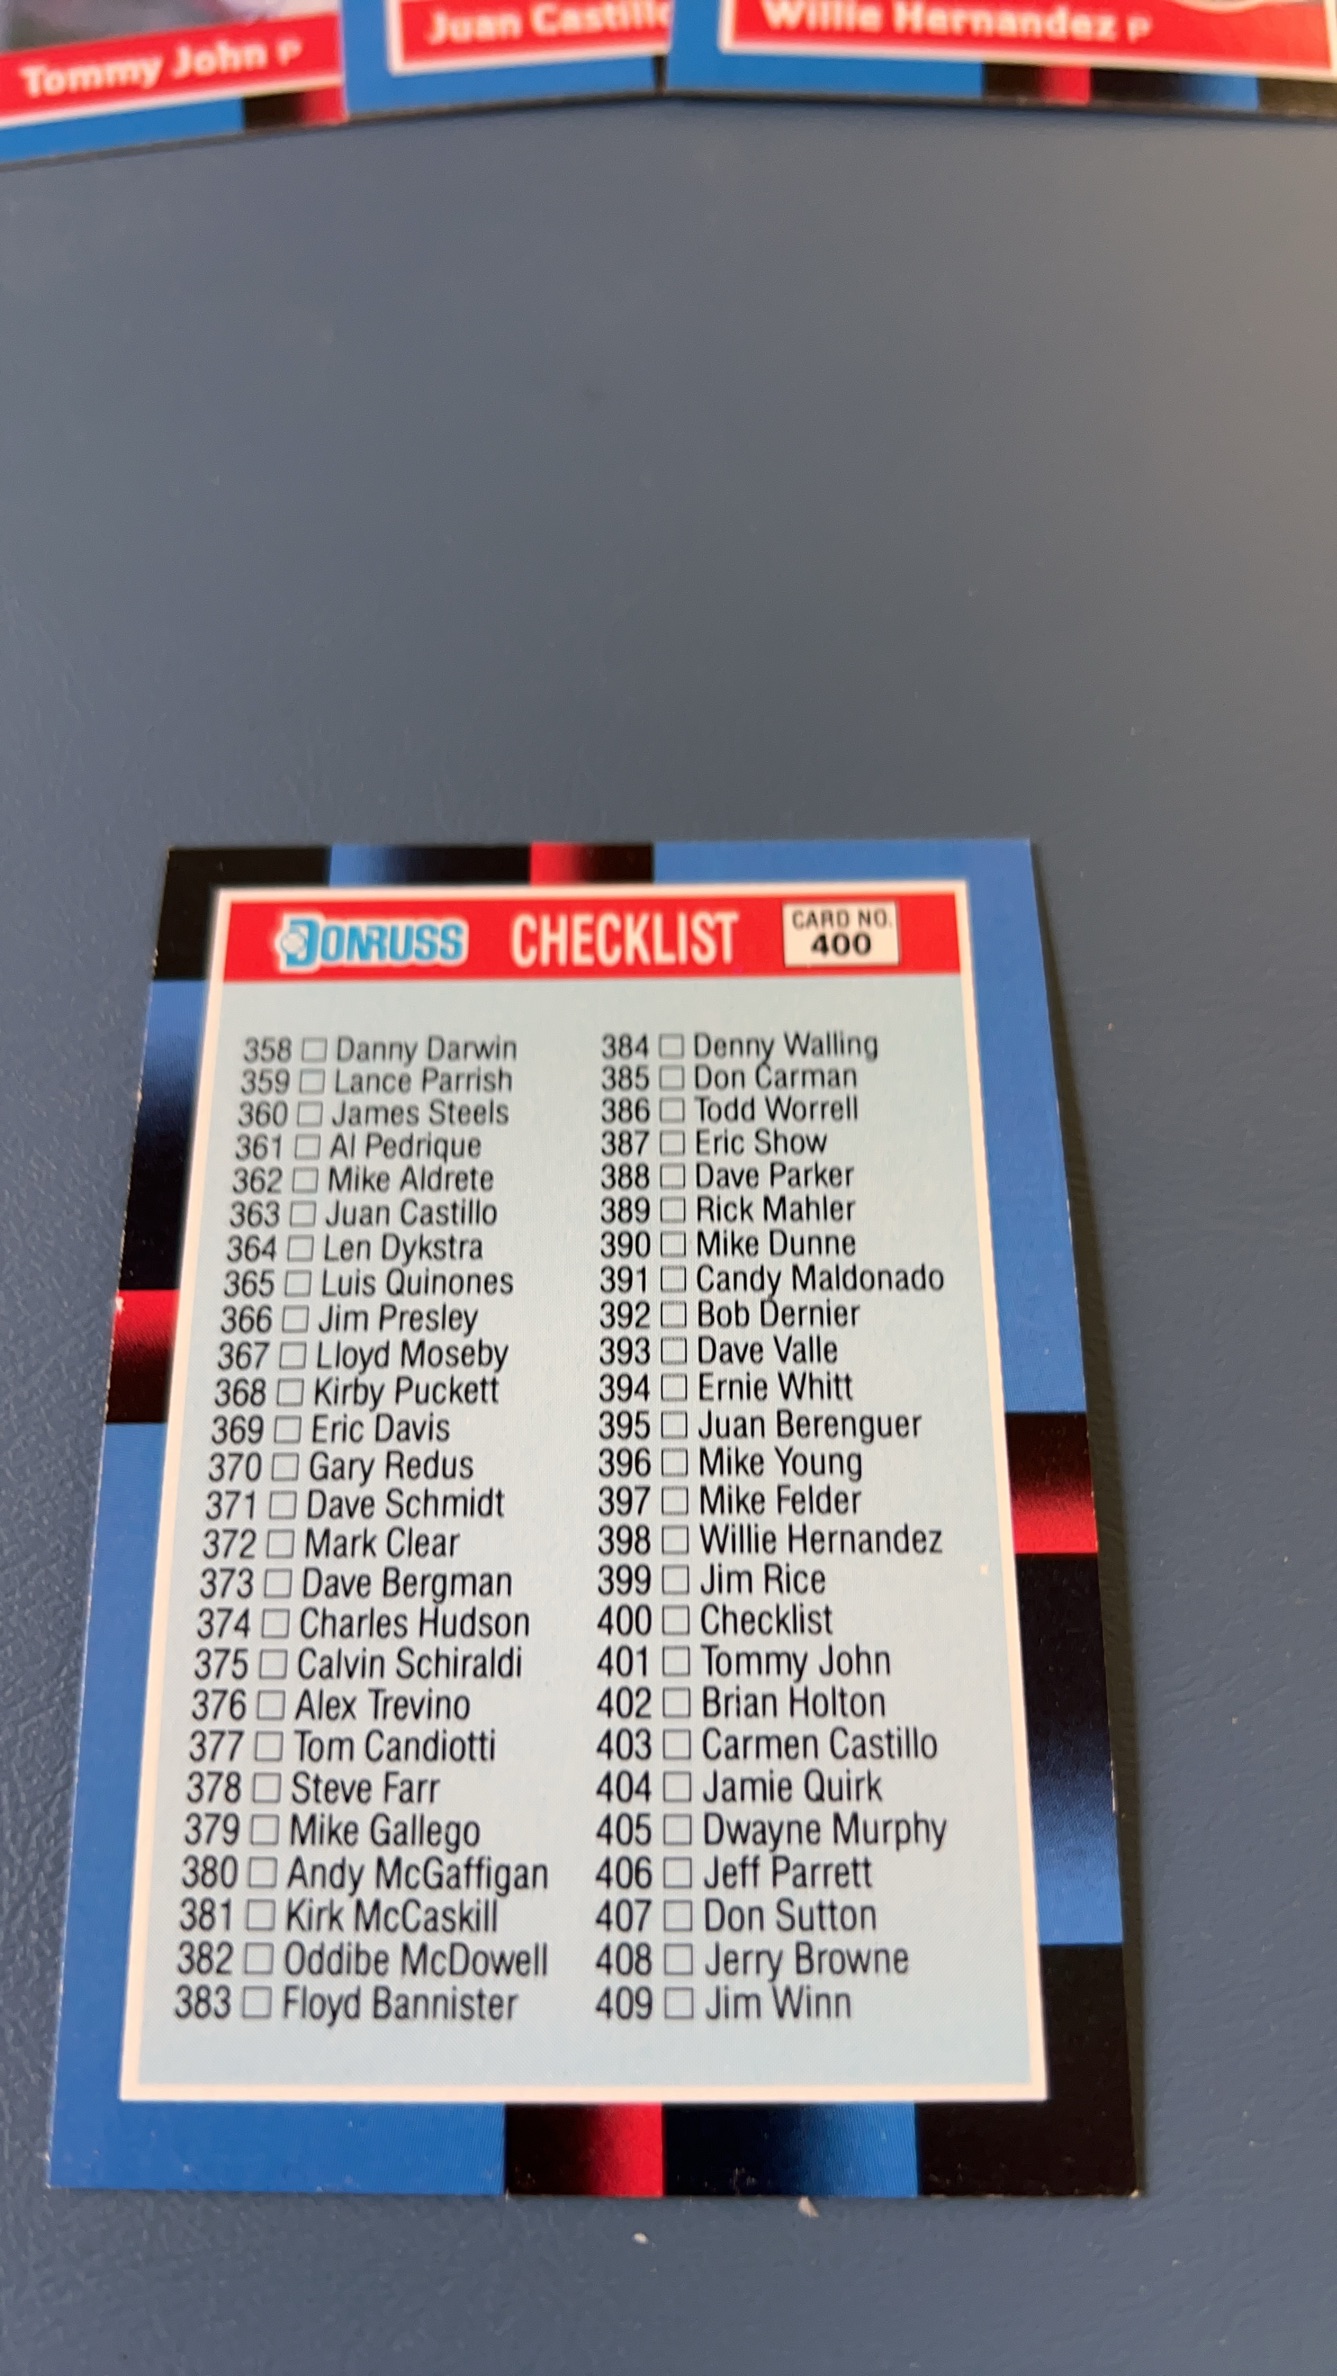 Tommy John P
Juan Castillo
Willie Hernandez P
DONRUSS CHECKLIST CARD NO. 400
358 Danny Darwin
359 Lance Parrish
360 James Steels
361 Al Pedrique
362 Mike Aldrete
363 Juan Castillo
364 Len Dykstra
365 Luis Quinones
366 Jim Presley
367 Lloyd Moseby
368 Kirby Puckett
369 Eric Davis
370 Gary Redus
371 Dave Schmidt
372 Mark Clear
373 Dave Bergman
374 Charles Hudson
375 Calvin Schiraldi
376 Alex Trevino
377 Tom Candiotti
378 Steve Farr
379 Mike Gallego
380 Andy McGaffigan
381 Kirk McCaskill
382 Oddibe McDowell
383 Floyd Bannister
384 Denny Walling
385 Don Carman
386 Todd Worrell
387 Eric Show
388 Dave Parker
389 Rick Mahler
390 Mike Dunne
391 Candy Maldonado
392 Bob Dernier
393 Dave Valle
394 Ernie Whitt
395 Juan Berenguer
396 Mike Young
397 Mike Felder
398 Willie Hernandez
399 Jim Rice
400 Checklist
401 Tommy John
402 Brian Holton
403 Carmen Castillo
404 Jamie Quirk
405 Dwayne Murphy
406 Jeff Parrett
407 Don Sutton
408 Jerry Browne
409 Jim Winn